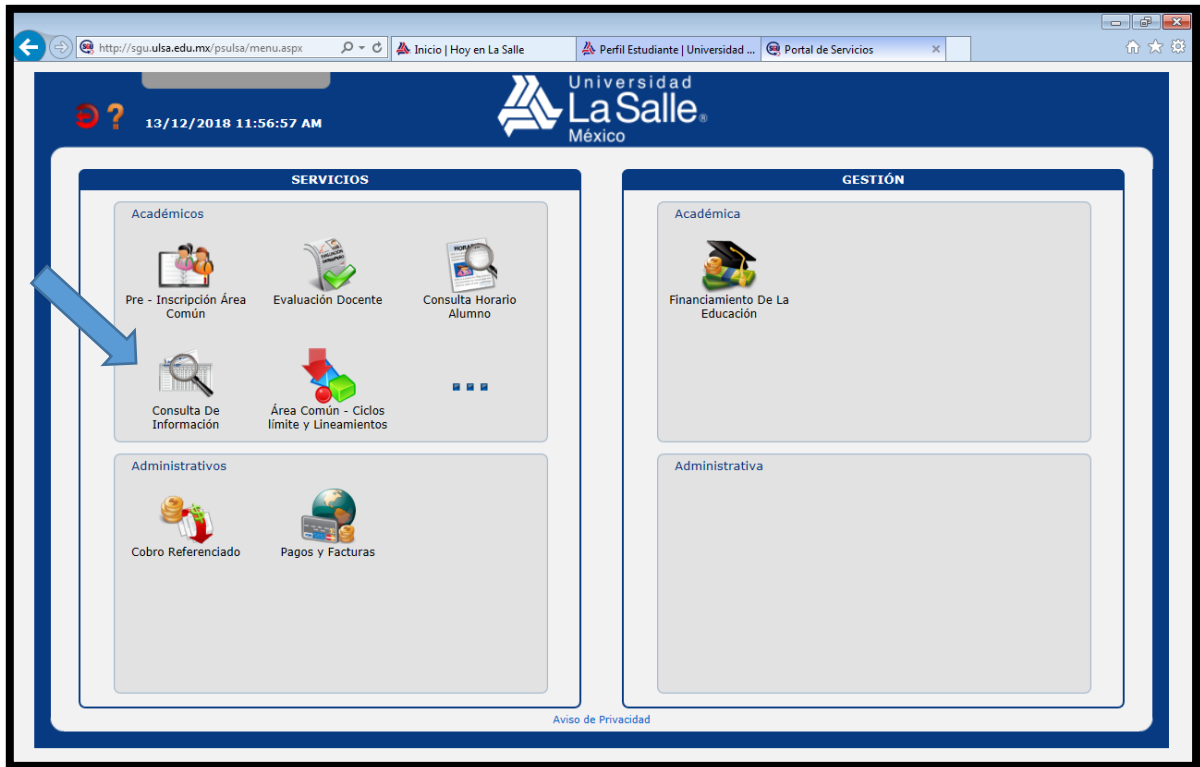 http://sgu.ulsa.edu.mx/psulsa/menu.aspx
Inicio | Hoy en La Salle
Perfil Estudiante | Universidad ...
Portal de Servicios
Universidad
La Salle®
México
? 13/12/2018 11:56:57 AM
SERVICIOS
Académicos
Pre - Inscripción Área
Común
Evaluación Docente
Consulta Horario
Alumno
Consulta De
Información
Área Común - Ciclos
límite y Lineamientos
Administrativos
Cobro Referenciado
Pagos y Facturas
GESTIÓN
Académica
Financiamiento De La
Educación
Administrativa
Aviso de Privacidad